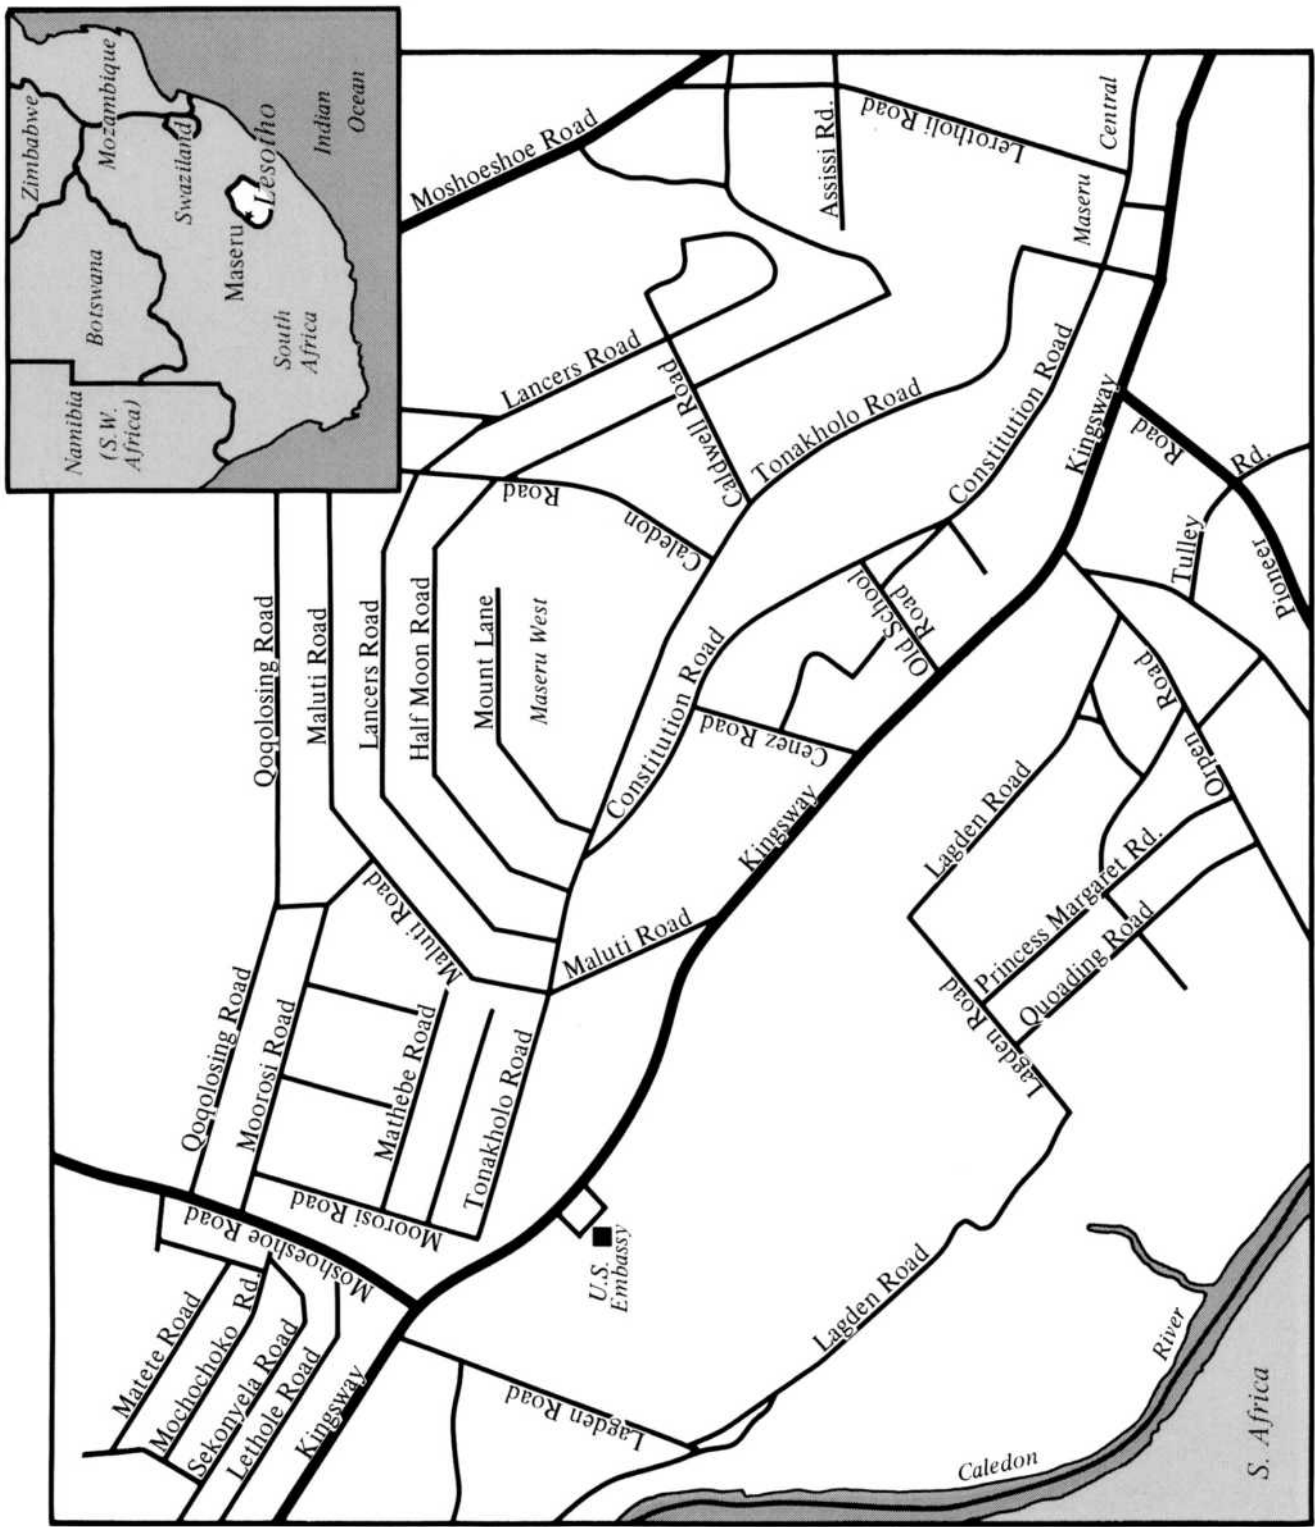 Zimbabwe
Mozambique
Swaziland
Botswana
Namibia
(S.W.
Africa)
Maseru
Lesotho
South
Africa
Indian
Ocean
Moshoeshoe Road
Assissi Rd.
Lerotholi Road
Central
Maseru
Lancers Road
Caldwell Road
Tonakholo Road
Constitution Road
Kingsway
Road
Pioneer
Rd.
Tulley
Road
Caledon
Qoqolosing Road
Maluti Road
Lancers Road
Half Moon Road
Mount Lane
Maseru West
Constitution Road
Old School
Road
Cenez Road
Kingsway
Road
Orpen
Lagden Road
Princess Margaret Rd.
Quoading Road
Lagden Road
Maluti Road
Maluti Road
Qoqolosing Road
Moorosi Road
Mathebe Road
Tonakholo Road
Moorosi Road
Moshoeshoe Road
Matete Road
Mochochoko Rd.
Sekonyela Road
Lethole Road
Kingsway
U.S.
Embassy
Lagden Road
Lagden Road
River
Caledon
S. Africa